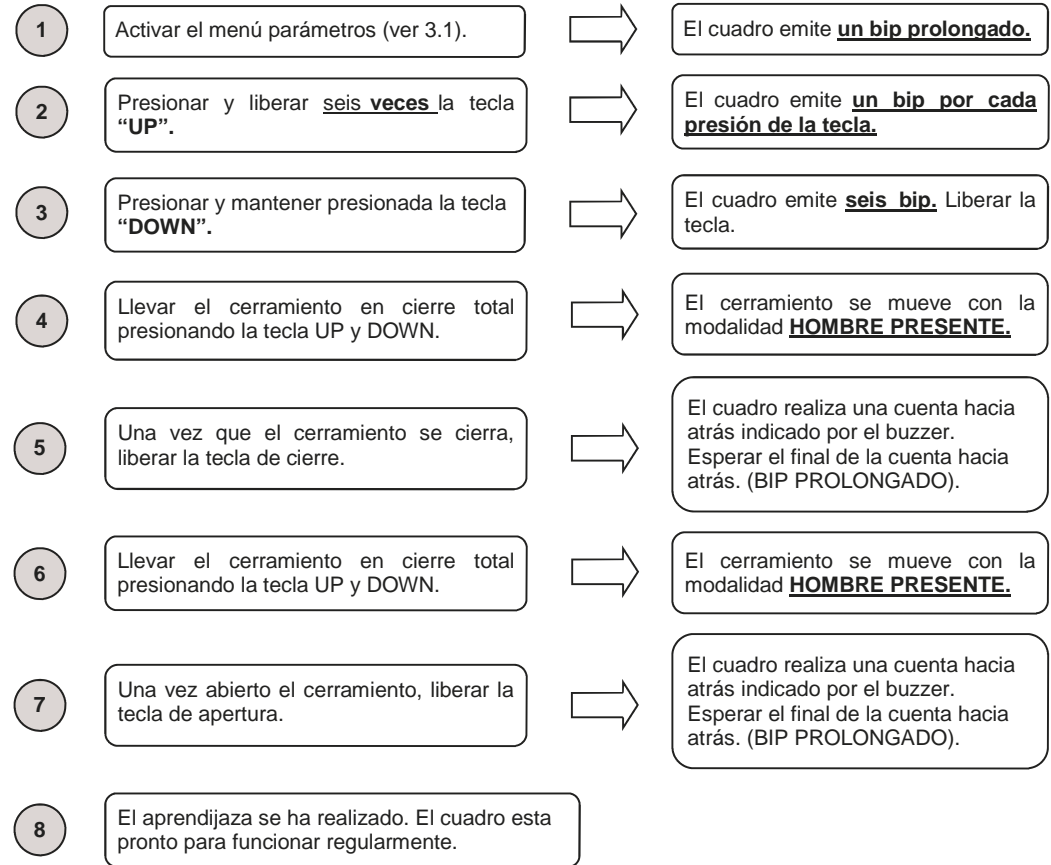 1
Activar el menú parámetros (ver 3.1).
El cuadro emite un bip prolongado.
2
Presionar y liberar seis veces la tecla
“UP”.
El cuadro emite un bip por cada
presión de la tecla.
3
Presionar y mantener presionada la tecla
“DOWN”.
El cuadro emite seis bip. Liberar la
tecla.
4
Llevar el cerramiento en cierre total
presionando la tecla UP y DOWN.
El cerramiento se mueve con la
modalidad HOMBRE PRESENTE.
5
Una vez que el cerramiento se cierra,
liberar la tecla de cierre.
El cuadro realiza una cuenta hacia
atrás indicado por el buzzer.
Esperar el final de la cuenta hacia
atrás. (BIP PROLONGADO).
6
Llevar el cerramiento en cierre total
presionando la tecla UP y DOWN.
El cerramiento se mueve con la
modalidad HOMBRE PRESENTE.
7
Una vez abierto el cerramiento, liberar la
tecla de apertura.
El cuadro realiza una cuenta hacia
atrás indicado por el buzzer.
Esperar el final de la cuenta hacia
atrás. (BIP PROLONGADO).
8
El aprendijaza se ha realizado. El cuadro esta
pronto para funcionar regularmente.